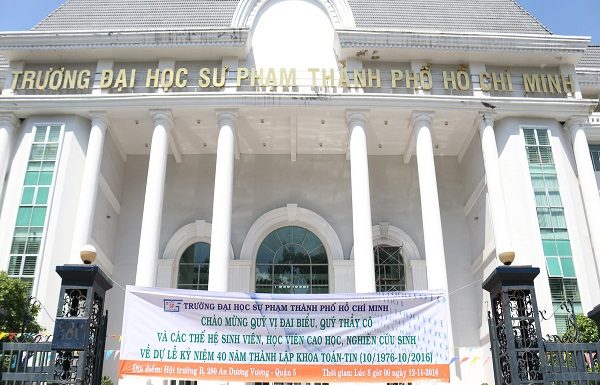 TRƯỜNG ĐẠI HỌC SƯ PHẠM THÀNH PHỐ HỒ CHÍ MINH
TRƯỜNG ĐẠI HỌC SƯ PHẠM THÀNH PHỐ HỒ CHÍ MINH
CHÀO MỪNG QUÝ VỊ ĐẠI BIỂU, QUÝ THẦY CÔ
VÀ CÁC THẾ HỆ SINH VIÊN, HỌC VIÊN CAO HỌC, NGHIÊN CỨU SINH
VỀ DỰ LỄ KỶ NIỆM 40 NĂM THÀNH LẬP KHOA TOÁN-TIN (10/1976-10/2016)
Địa điểm: Hội trường B, 280 An Dương Vương - Quận 5 Thời gian: Lúc 8 giờ 00 ngày 12-11-2016